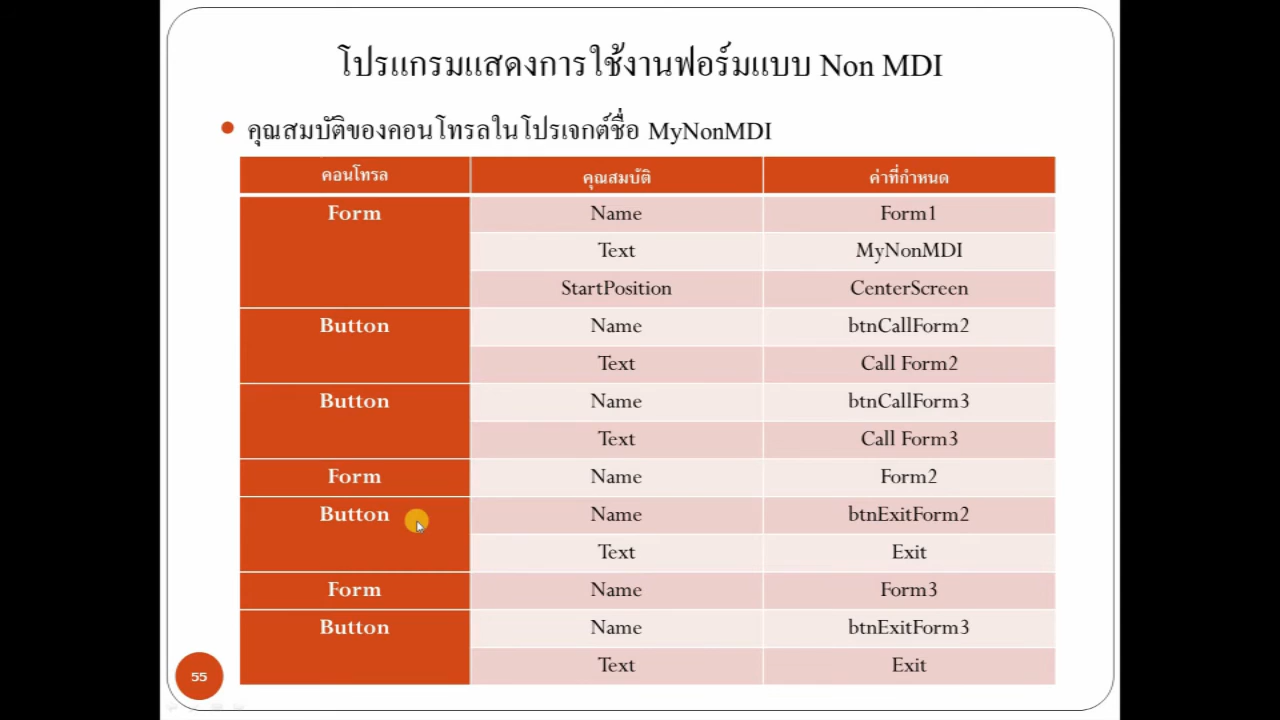 โปรแกรมแสดงการใช้งานฟอร์มแบบ Non MDI
คุณสมบัติของคอนโทรลในโปรเจกต์ชื่อ MyNonMDI
คอนโทรล คุณสมบัติ ค่าที่กำหนด
Form Name Form1
Text MyNonMDI
StartPosition CenterScreen
Button Name btnCallForm2
Text Call Form2
Button Name btnCallForm3
Text Call Form3
Form Name Form2
Button Name btnExitForm2
Text Exit
Form Name Form3
Button Name btnExitForm3
Text Exit
55